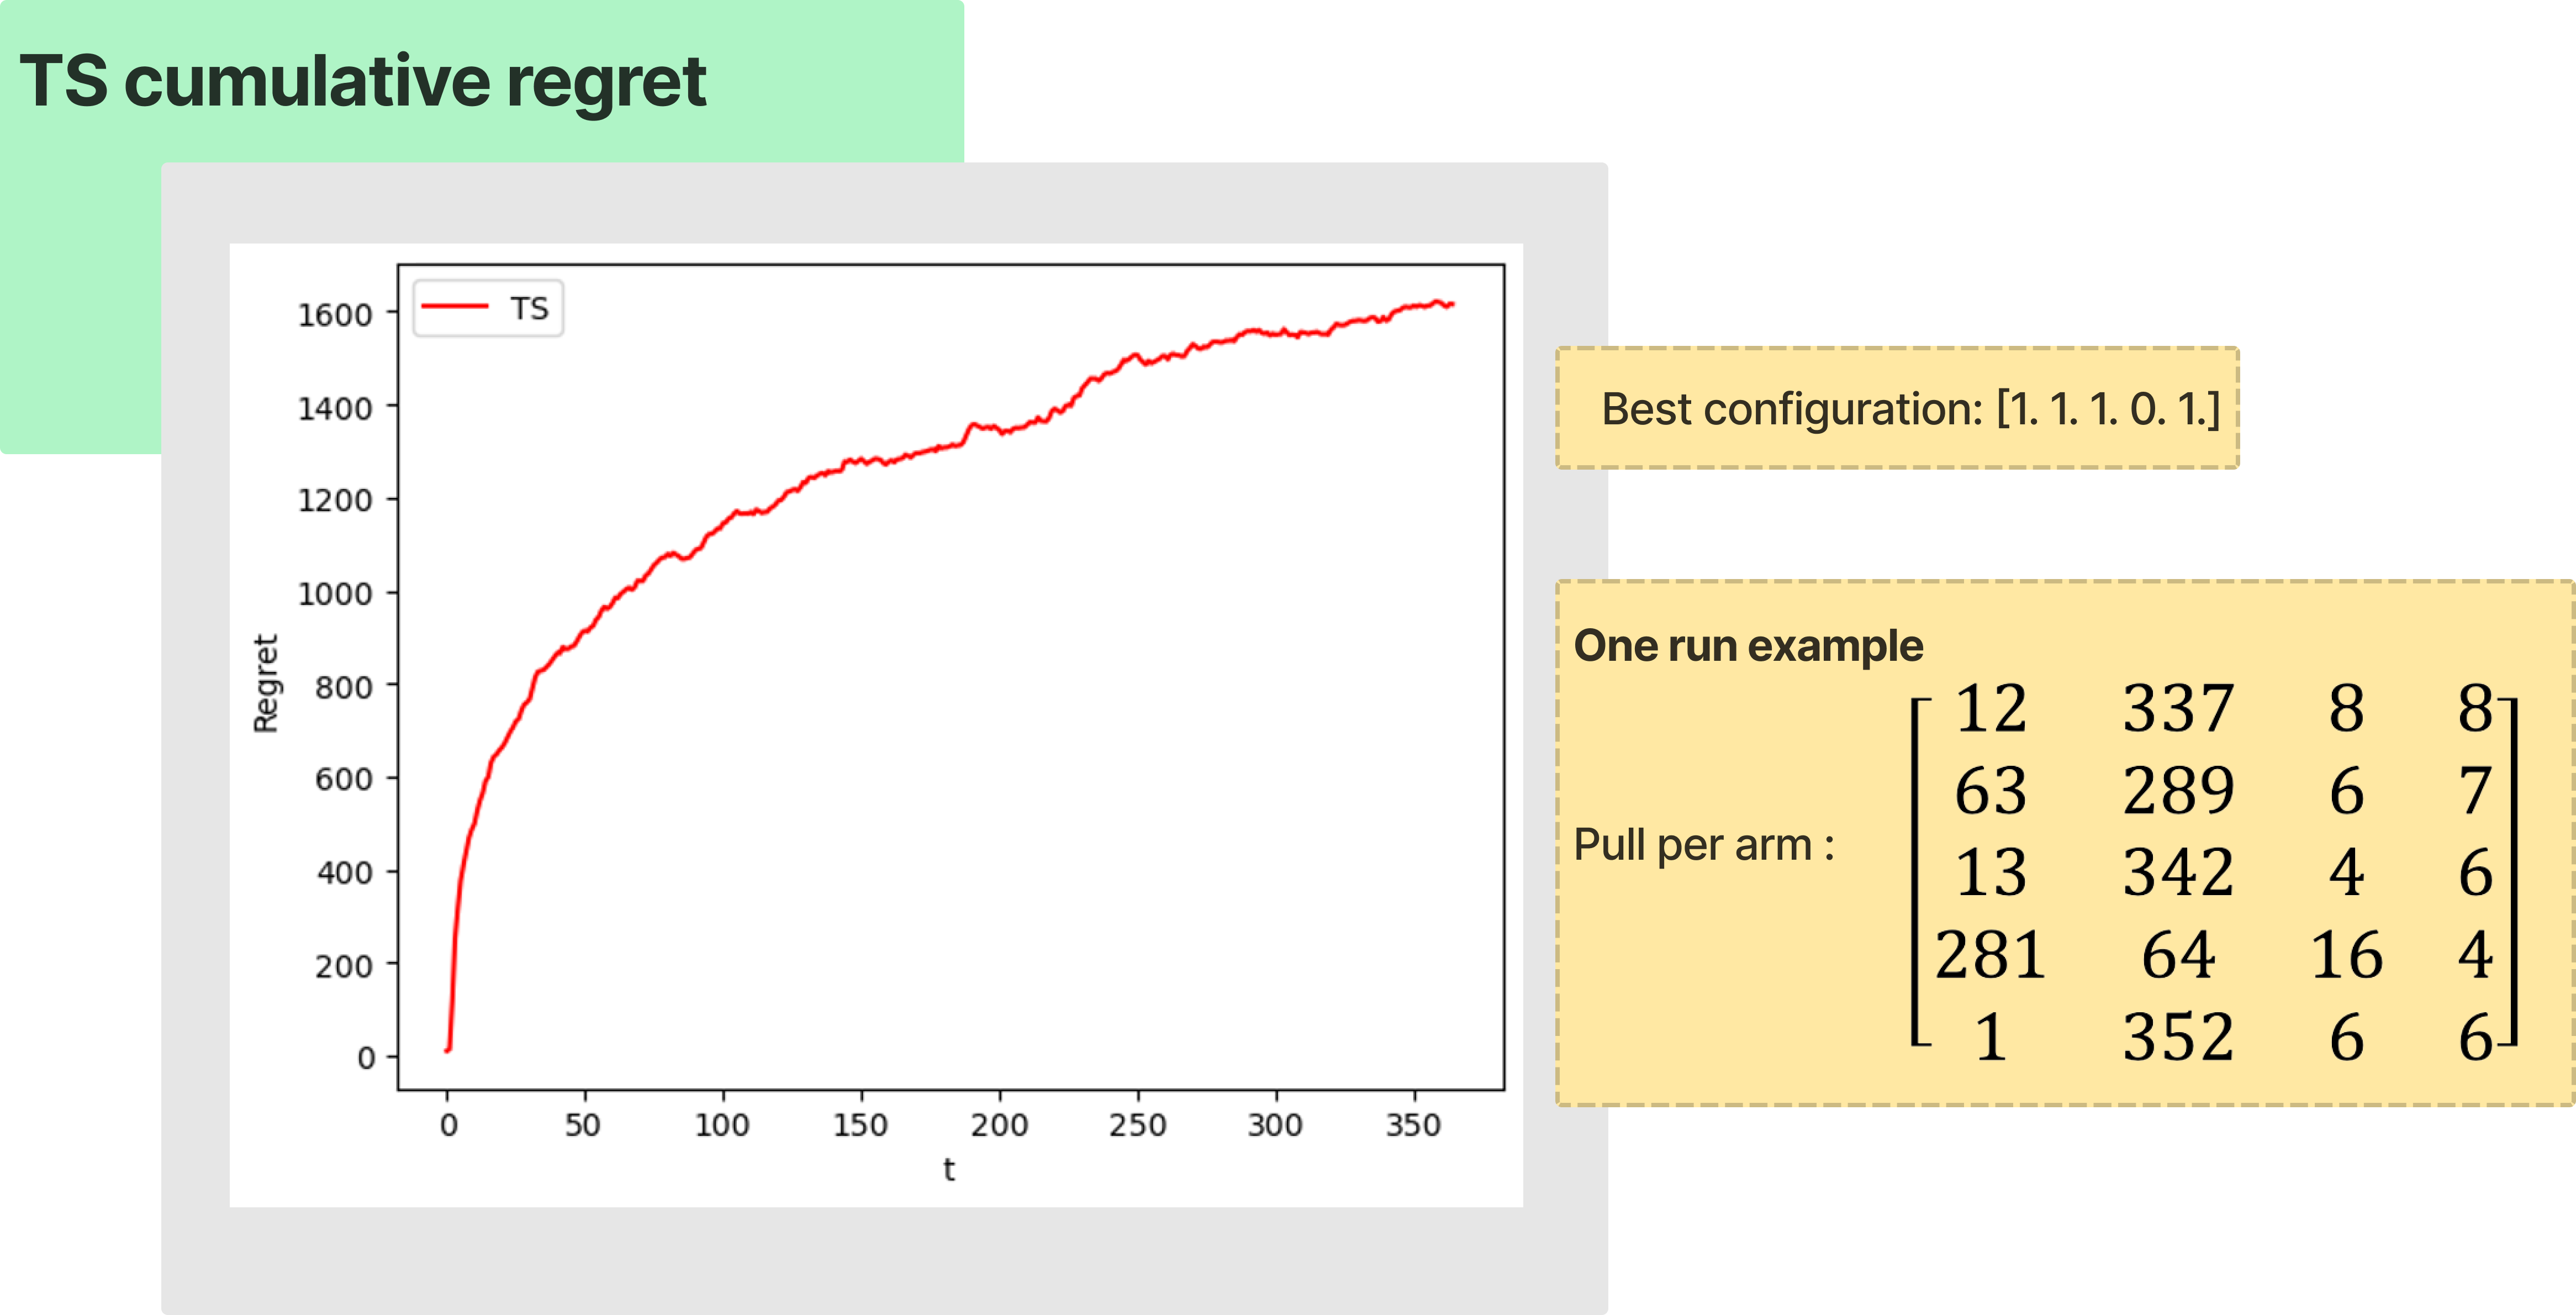 TS cumulative regret
TS
1600
1400
1200
1000
800
600
400
200
0
Regret
0 50 100 150 200 250 300 350
t
Best configuration: [1. 1. 1. 0. 1.]
One run example
Pull per arm :
12 337 8 8
63 289 6 7
13 342 4 6
281 64 16 4
1 352 6 6